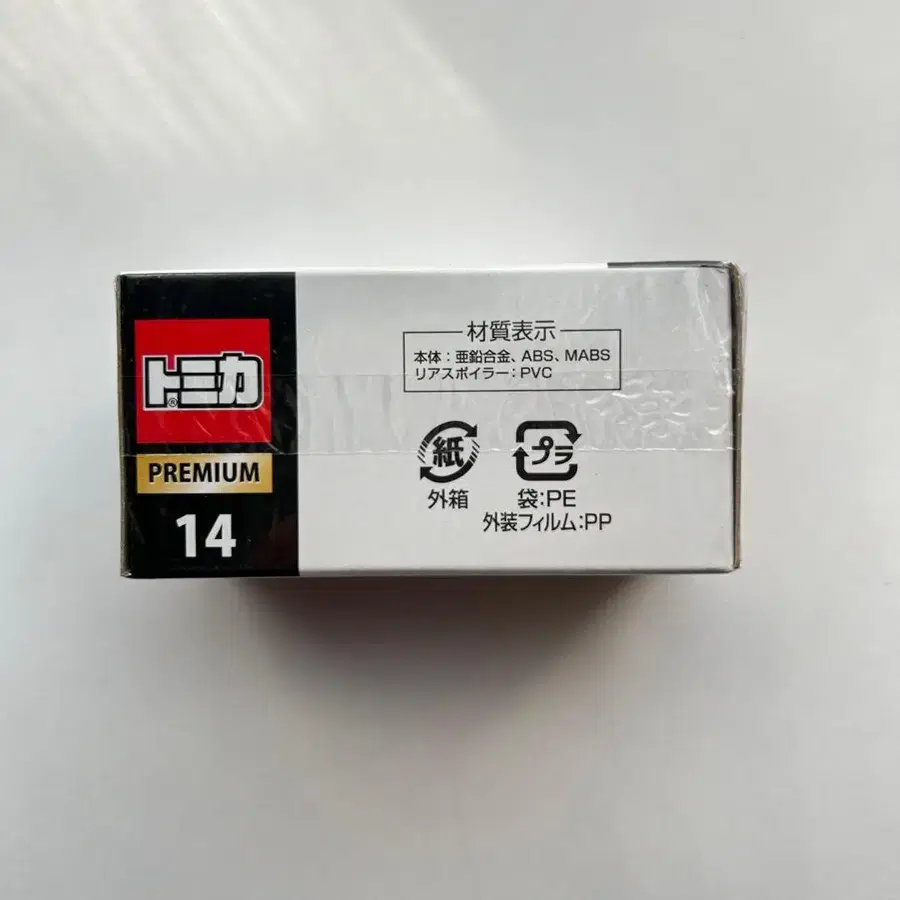 トミカ
®
PREMIUM
14
材質表示
本体:亜鉛合金、ABS、MABS
リアスポイラー:PVC
紙
外箱
プラ
袋:PE
外装フィルム:PP